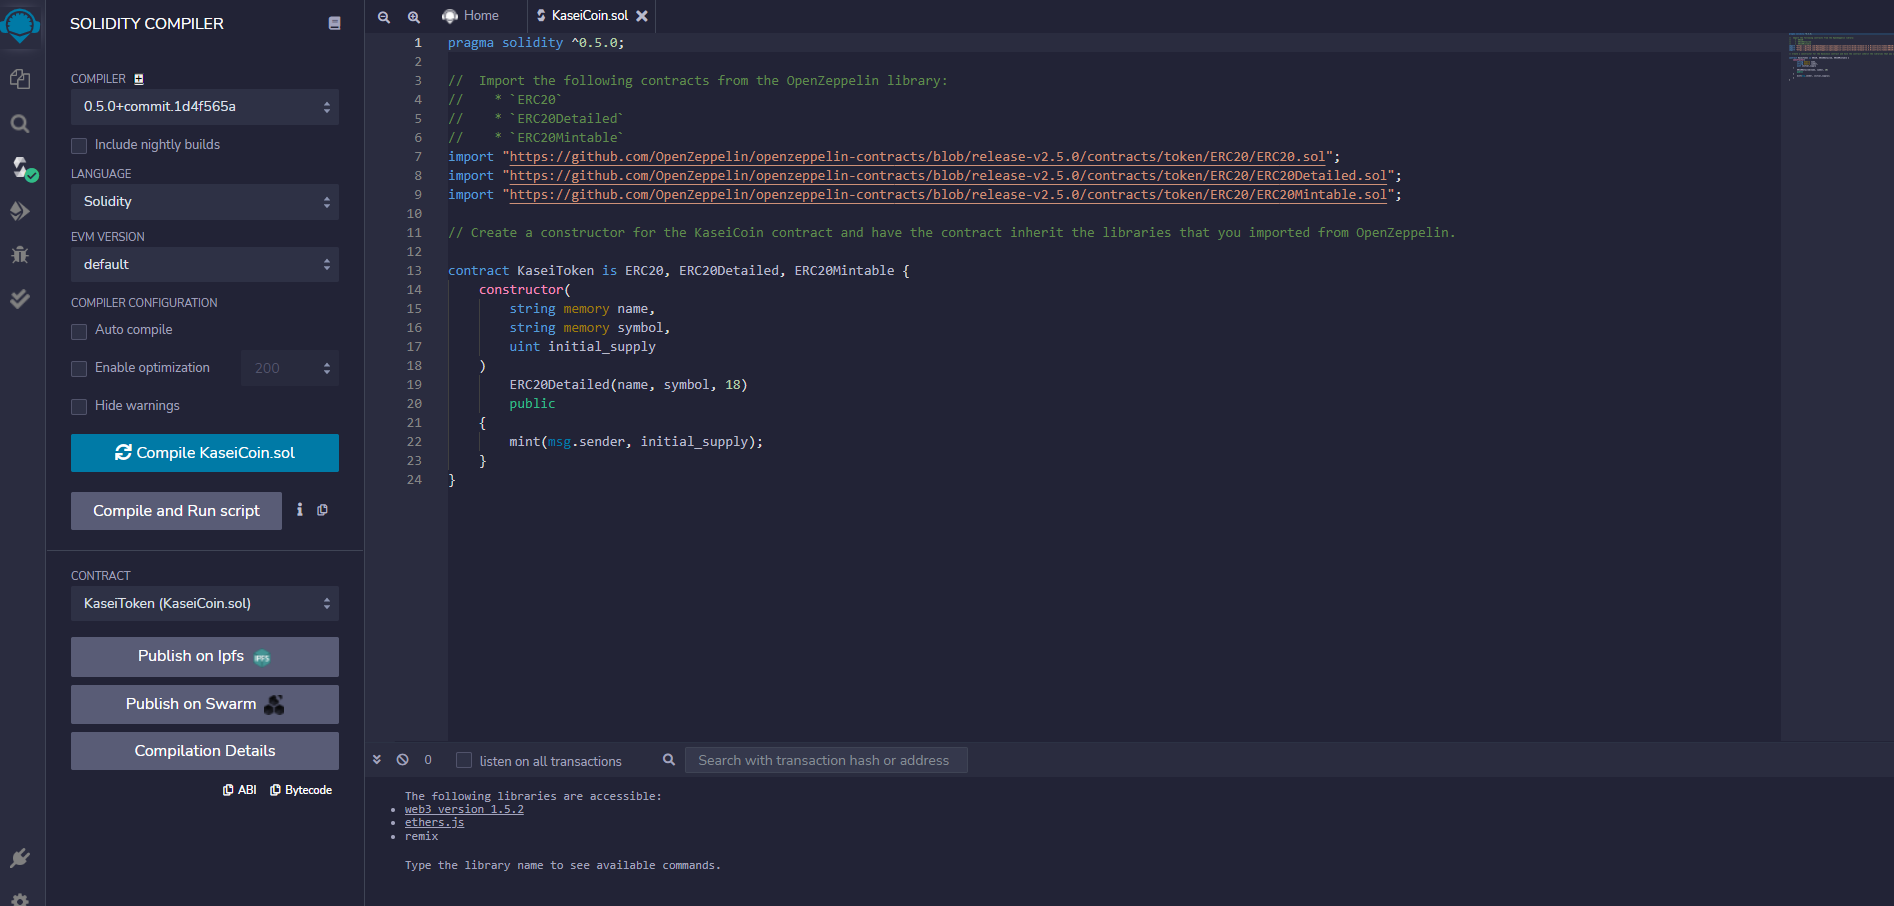 SOLIDITY COMPILER
COMPILER
0.5.0+commit.1d4f565a
Include nightly builds
LANGUAGE
Solidity
EVM VERSION
default
COMPILER CONFIGURATION
Auto compile
Enable optimization 200
Hide warnings
Compile KaseiCoin.sol
Compile and Run script
CONTRACT
KaseiToken (KaseiCoin.sol)
Publish on Ipfs IPFS
Publish on Swarm
Compilation Details
ABI Bytecode
Home KaseiCoin.sol
1 pragma solidity ^0.5.0;
2
3 //  Import the following contracts from the OpenZeppelin library:
4 //    * `ERC20`
5 //    * `ERC20Detailed`
6 //    * `ERC20Mintable`
7 import "https://github.com/OpenZeppelin/openzeppelin-contracts/blob/release-v2.5.0/contracts/token/ERC20/ERC20.sol";
8 import "https://github.com/OpenZeppelin/openzeppelin-contracts/blob/release-v2.5.0/contracts/token/ERC20/ERC20Detailed.sol";
9 import "https://github.com/OpenZeppelin/openzeppelin-contracts/blob/release-v2.5.0/contracts/token/ERC20/ERC20Mintable.sol";
10
11 // Create a constructor for the KaseiCoin contract and have the contract inherit the libraries that you imported from OpenZeppelin.
12
13 contract KaseiToken is ERC20, ERC20Detailed, ERC20Mintable {
14     constructor(
15         string memory name,
16         string memory symbol,
17         uint initial_supply
18     )
19         ERC20Detailed(name, symbol, 18)
20         public
21     {
22         mint(msg.sender, initial_supply);
23     }
24 }
0 listen on all transactions Search with transaction hash or address
The following libraries are accessible:
• web3 version 1.5.2
• ethers.js
• remix
Type the library name to see available commands.